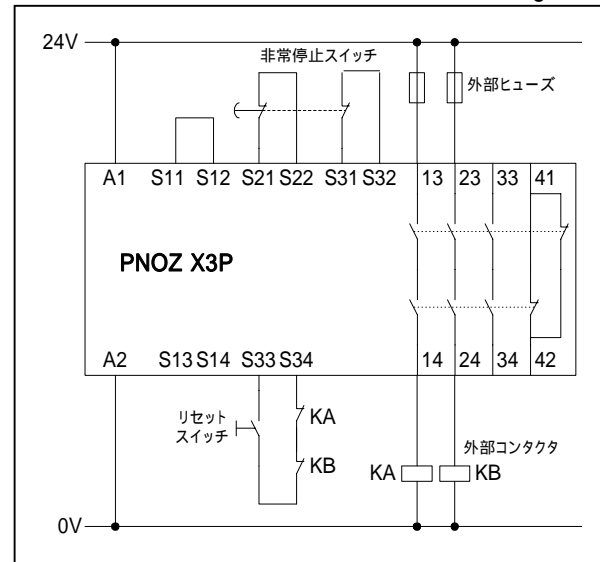 24V
非常停止スイッチ
外部ヒューズ
A1 S11 S12 S21 S22 S31 S32 13 23 33 41
PNOZ X3P
A2 S13 S14 S33 S34 14 24 34 42
リセット
スイッチ
KA
KB
外部コンタクタ
KA KB
0V